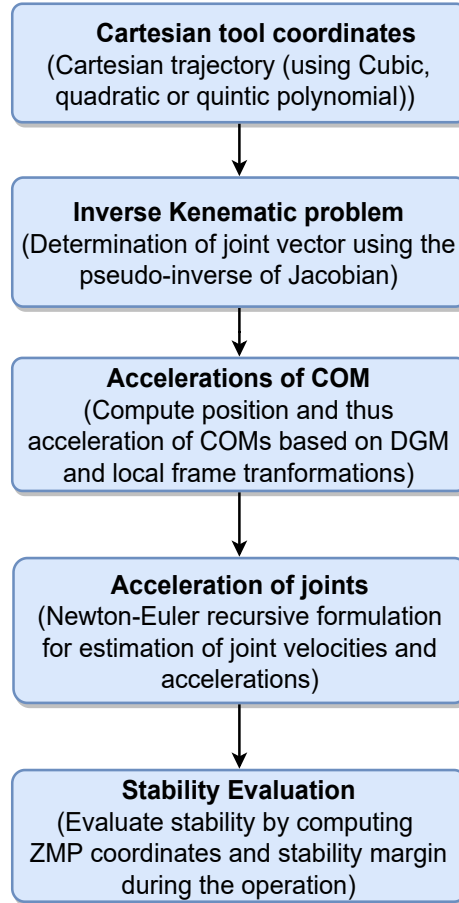 Cartesian tool coordinates
(Cartesian trajectory (using Cubic,
quadratic or quintic polynomial))
Inverse Kenematic problem
(Determination of joint vector using the
pseudo-inverse of Jacobian)
Accelerations of COM
(Compute position and thus
acceleration of COMs based on DGM
and local frame tranformations)
Acceleration of joints
(Newton-Euler recursive formulation
for estimation of joint velocities and
accelerations)
Stability Evaluation
(Evaluate stability by computing
ZMP coordinates and stability margin
during the operation)